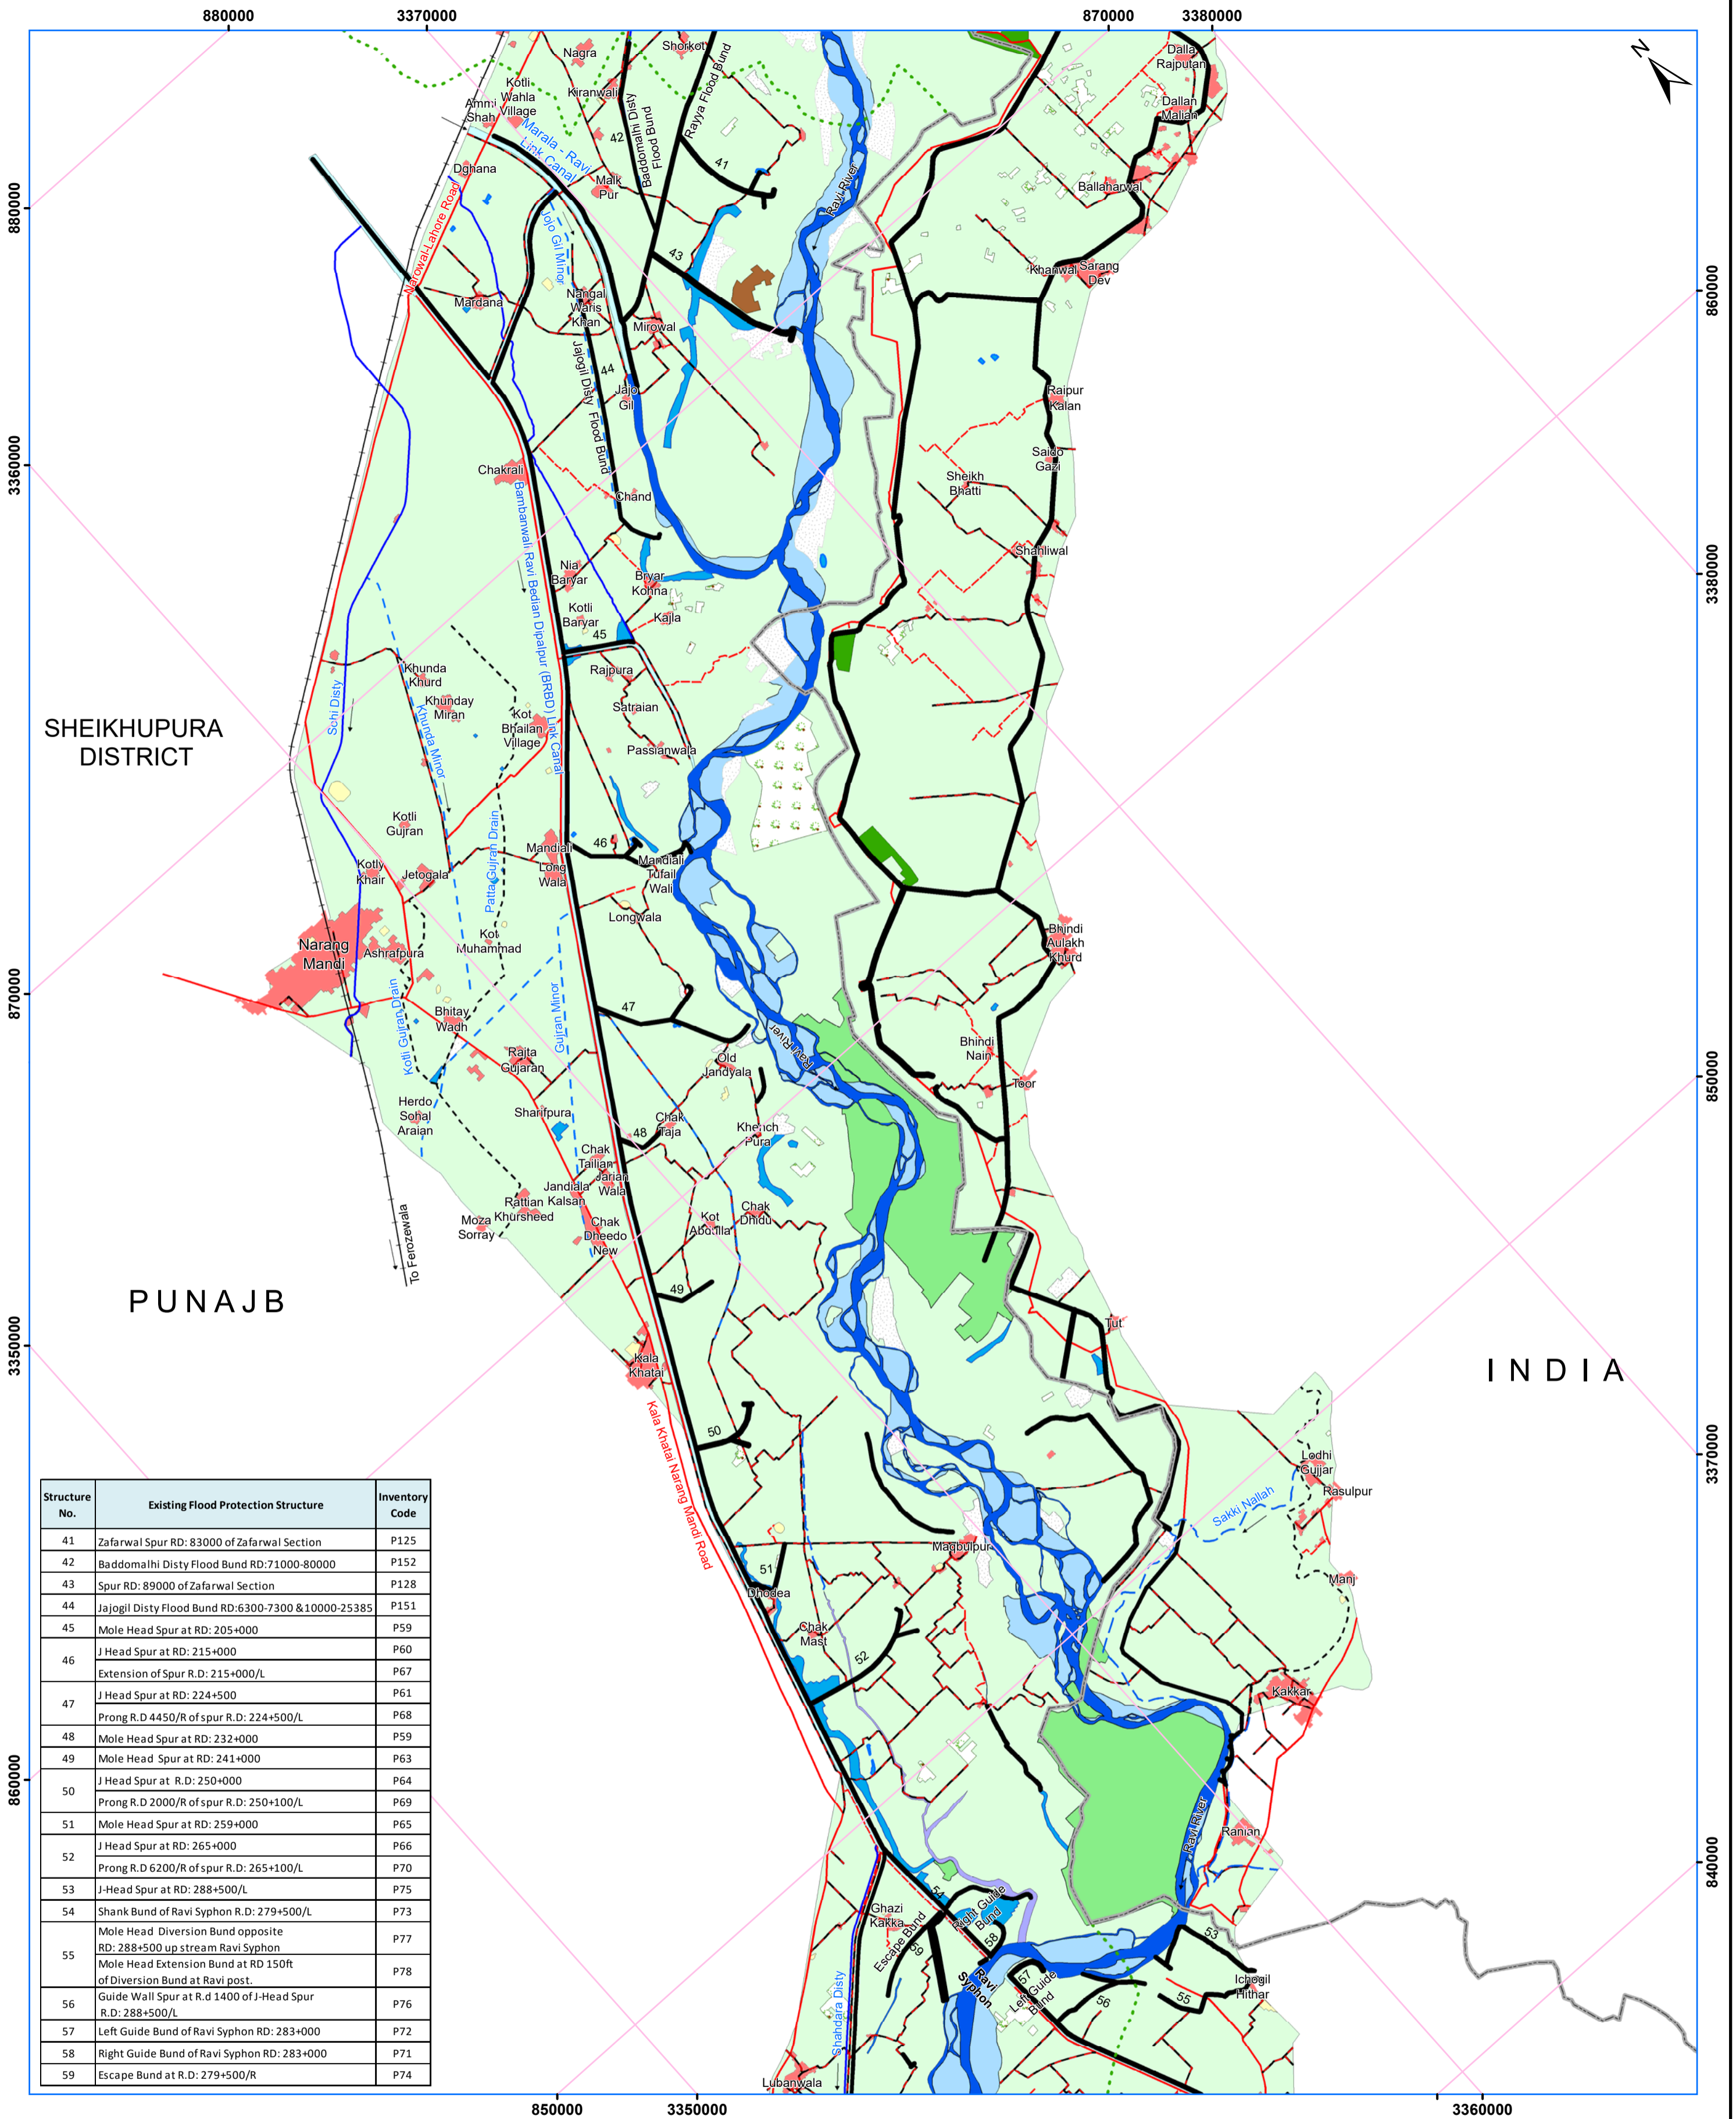 880000
3370000
870000
3380000
N
Nagra
Shorkot
Dalla
Rajputan
Kotli
Wahla
Village
Kiranwali
Ammi
Shah
Dallan
Malian
Rayya Flood Bund
Baddomalhi Disty
Flood Bund
42
41
Marala - Ravi
Link Canal
Dghana
Malk
Pur
Ballaharwal
Ravi River
880000
Narowal-Lahore Road
Jojo Gil Minor
43
Khanwal
Sarang
Dev
860000
Mardana
Nangal
Waris
Khan
Mirowal
Jajogil Disty Flood Bund
44
Jajo
Gil
Rajpur
Kalan
3360000
Chakrali
Saido
Gazi
Sheikh
Bhatti
Chand
Bambanwali Ravi Bedian Dipalpur (BRBD) Link Canal
Shahliwal
Nia
Baryar
Bryar
Kohna
3380000
Kotli
Baryar
Kajla
45
Rajpura
Khunda
Khurd
Sohi Disty
Khunday
Miran
Khunda Minor
Satraian
Kot
Bhailan
Village
Passianwala
SHEIKHUPURA
DISTRICT
Kotli
Gujran
Patta Gujran Drain
Mandiali
46
Mandiali
Tufail
Wali
Kotly
Khair
Jetogala
Long
Wala
Longwala
Narang
Mandi
Ashrafpura
Kot
Muhammad
Bhindi
Aulakh
Khurd
870000
Kotli Gujran Drain
Gujran Minor
47
Bhitay
Wadh
Ravi River
Rajta
Gujaran
Old
Jandyala
Bhindi
Nain
Toor
850000
Herdo
Sohal
Araian
Sharifpura
Chak
Taja
48
Khench
Pura
Chak
Tailian
Jarian
Wala
Jandiala
Kalsan
Rattian
Khursheed
Moza
Sorray
Chak
Dheedo
New
Kot
Abdulla
Chak
Dhidu
To Ferozewala
PUNAJB
49
Tut
3350000
Kala
Khatai
INDIA
Kala Khatai Narang Mandi Road
50
Lodhi
Gujjar
3370000
Rasulpur
Sakki Nallah
Maqbulpur
51
Dhodea
Manj
Chak
Mast
52
Kakkar
860000
Ravi River
Ranian
840000
54
Ghazi
Kakka
Right Guide
Bund
Escape Bund
59
58
53
Ravi
Syphon
57
Left Guide
Bund
Ichogil
Hithar
56
55
Shahdara Disty
Lubanwala
850000
3350000
3360000
Structure No. Existing Flood Protection Structure Inventory Code
41 Zafarwal Spur RD: 83000 of Zafarwal Section P125
42 Baddomalhi Disty Flood Bund RD:71000-80000 P152
43 Spur RD: 89000 of Zafarwal Section P128
44 Jajogil Disty Flood Bund RD:6300-7300 &10000-25385 P151
45 Mole Head Spur at RD: 205+000 P59
46 J Head Spur at RD: 215+000 P60
Extension of Spur R.D: 215+000/L P67
47 J Head Spur at RD: 224+500 P61
Prong R.D 4450/R of spur R.D: 224+500/L P68
48 Mole Head Spur at RD: 232+000 P59
49 Mole Head Spur at RD: 241+000 P63
50 J Head Spur at R.D: 250+000 P64
Prong R.D 2000/R of spur R.D: 250+100/L P69
51 Mole Head Spur at RD: 259+000 P65
52 J Head Spur at RD: 265+000 P66
Prong R.D 6200/R of spur R.D: 265+100/L P70
53 J-Head Spur at RD: 288+500/L P75
54 Shank Bund of Ravi Syphon R.D: 279+500/L P73
55 Mole Head Diversion Bund opposite
RD: 288+500 up stream Ravi Syphon P77
Mole Head Extension Bund at RD 150ft
of Diversion Bund at Ravi post. P78
56 Guide Wall Spur at R.d 1400 of J-Head Spur
R.D: 288+500/L P76
57 Left Guide Bund of Ravi Syphon RD: 283+000 P72
58 Right Guide Bund of Ravi Syphon RD: 283+000 P71
59 Escape Bund at R.D: 279+500/R P74